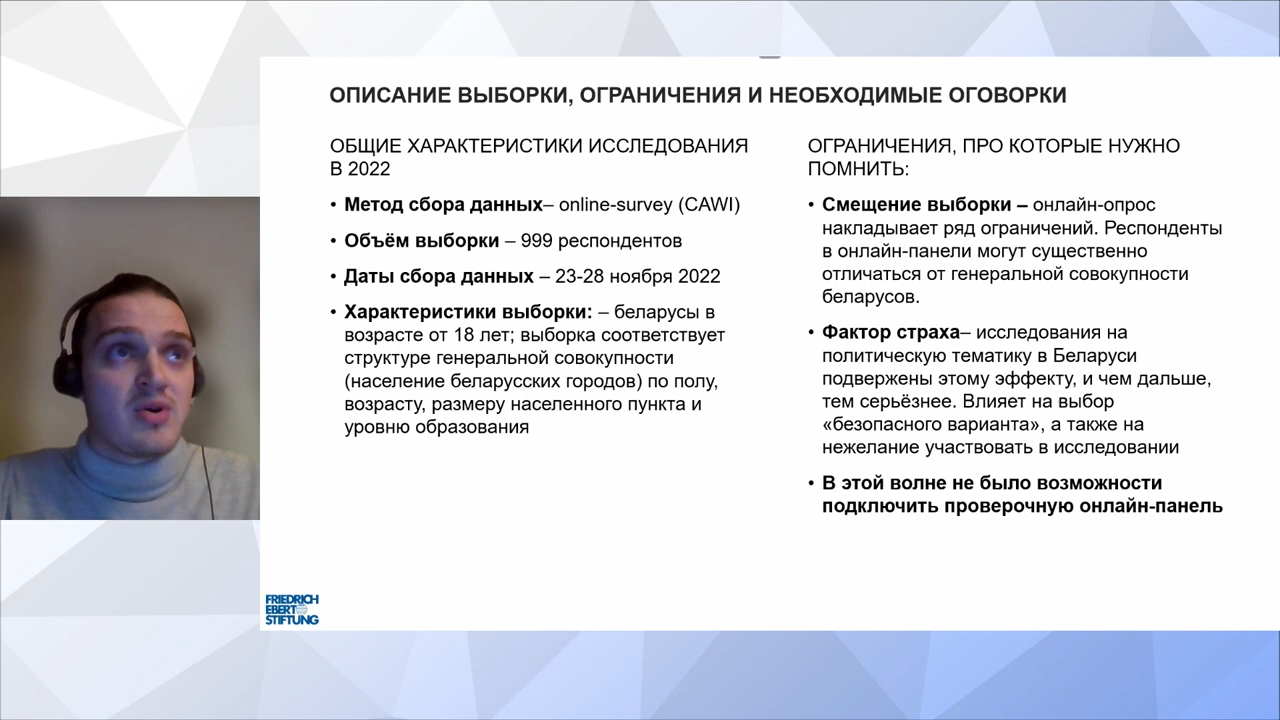 ОПИСАНИЕ ВЫБОРКИ, ОГРАНИЧЕНИЯ И НЕОБХОДИМЫЕ ОГОВОРКИ
ОБЩИЕ ХАРАКТЕРИСТИКИ ИССЛЕДОВАНИЯ
В 2022
• Метод сбора данных– online-survey (CAWI)
• Объём выборки – 999 респондентов
• Даты сбора данных – 23-28 ноября 2022
• Характеристики выборки: – беларусы в
возрасте от 18 лет; выборка соответствует
структуре генеральной совокупности
(население беларусских городов) по полу,
возрасту, размеру населенного пункта и
уровню образования
ОГРАНИЧЕНИЯ, ПРО КОТОРЫЕ НУЖНО
ПОМНИТЬ:
• Смещение выборки – онлайн-опрос
накладывает ряд ограничений. Респонденты
в онлайн-панели могут существенно
отличаться от генеральной совокупности
беларусов.
• Фактор страха– исследования на
политическую тематику в Беларуси
подвержены этому эффекту, и чем дальше,
тем серьёзнее. Влияет на выбор
«безопасного варианта», а также на
нежелание участвовать в исследовании
• В этой волне не было возможности
подключить проверочную онлайн-панель
FRIEDRICH
EBERT
STIFTUNG